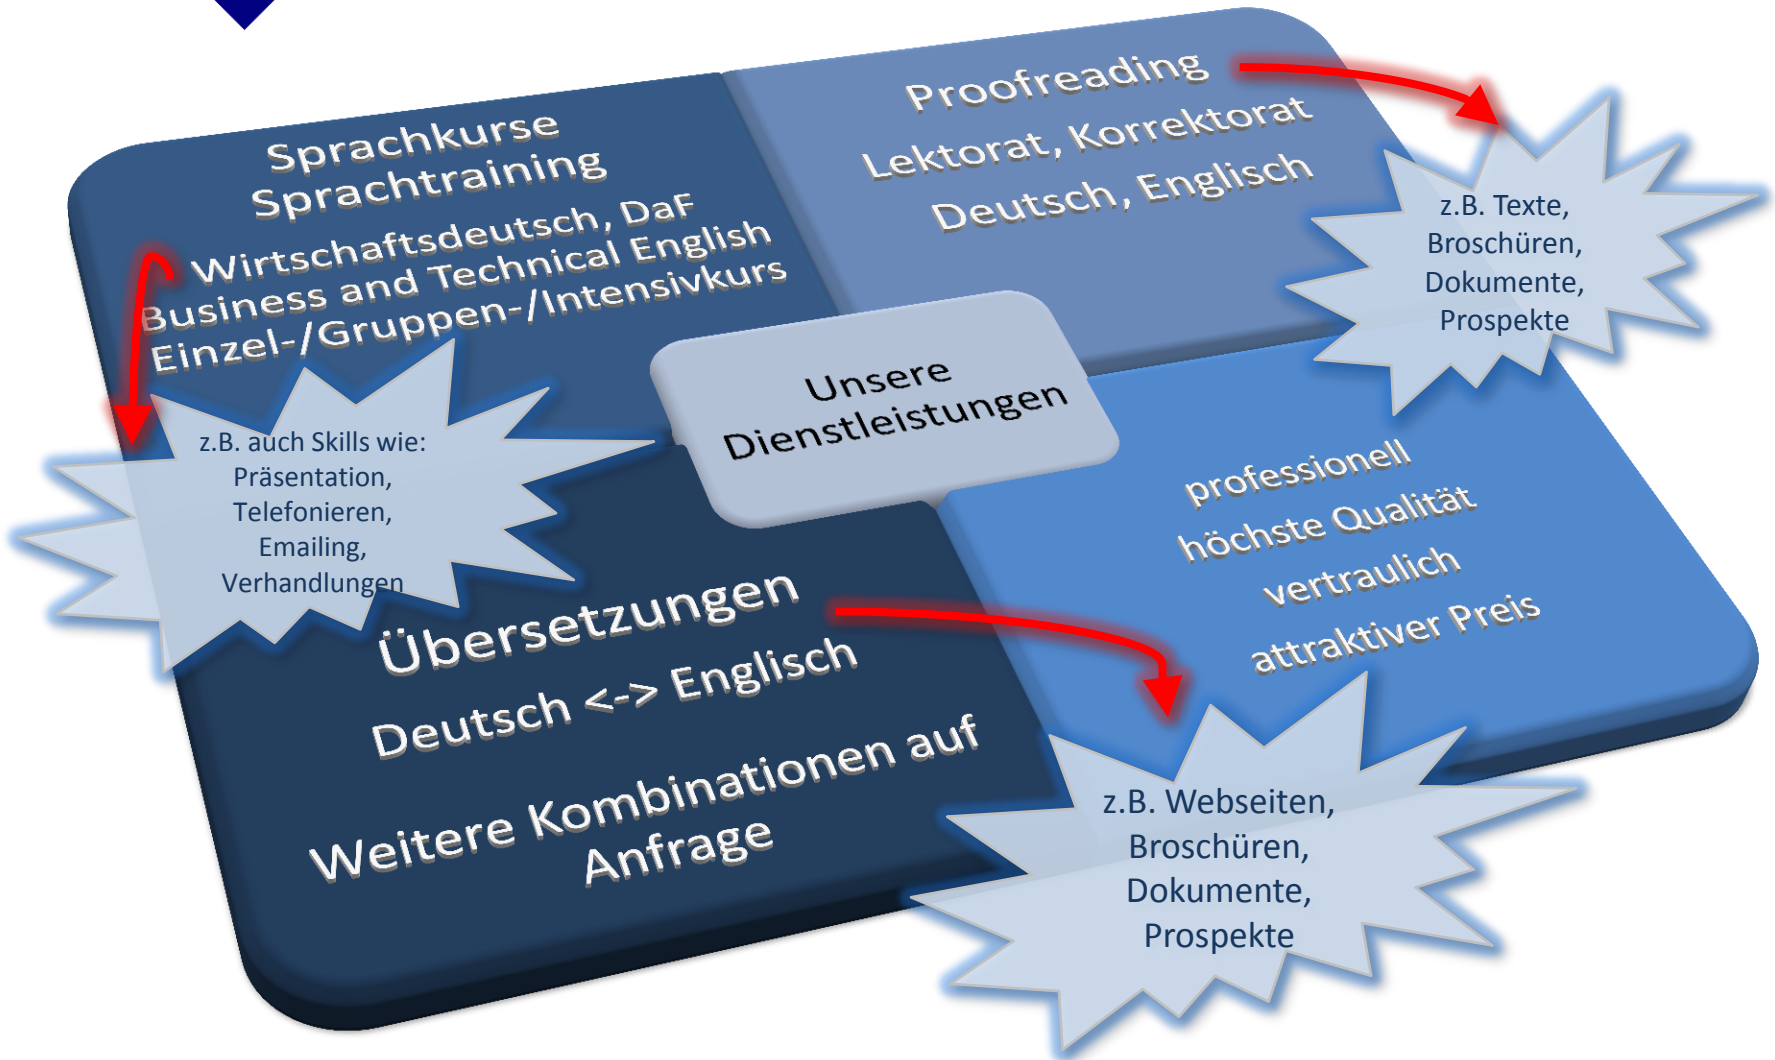 Sprachkurse
Sprachtraining
Wirtschaftsdeutsch, DaF
Business and Technical English
Einzel-/Gruppen-/Intensivkurs
z.B. auch Skills wie:
Präsentation,
Telefonieren,
Emailing,
Verhandlungen
Proofreading
Lektorat, Korrektorat
Deutsch, Englisch
z.B. Texte,
Broschüren,
Dokumente,
Prospekte
Unsere
Dienstleistungen
Übersetzungen
Deutsch <-> Englisch
Weitere Kombinationen auf
Anfrage
z.B. Webseiten,
Broschüren,
Dokumente,
Prospekte
professionell
höchste Qualität
vertraulich
attraktiver Preis